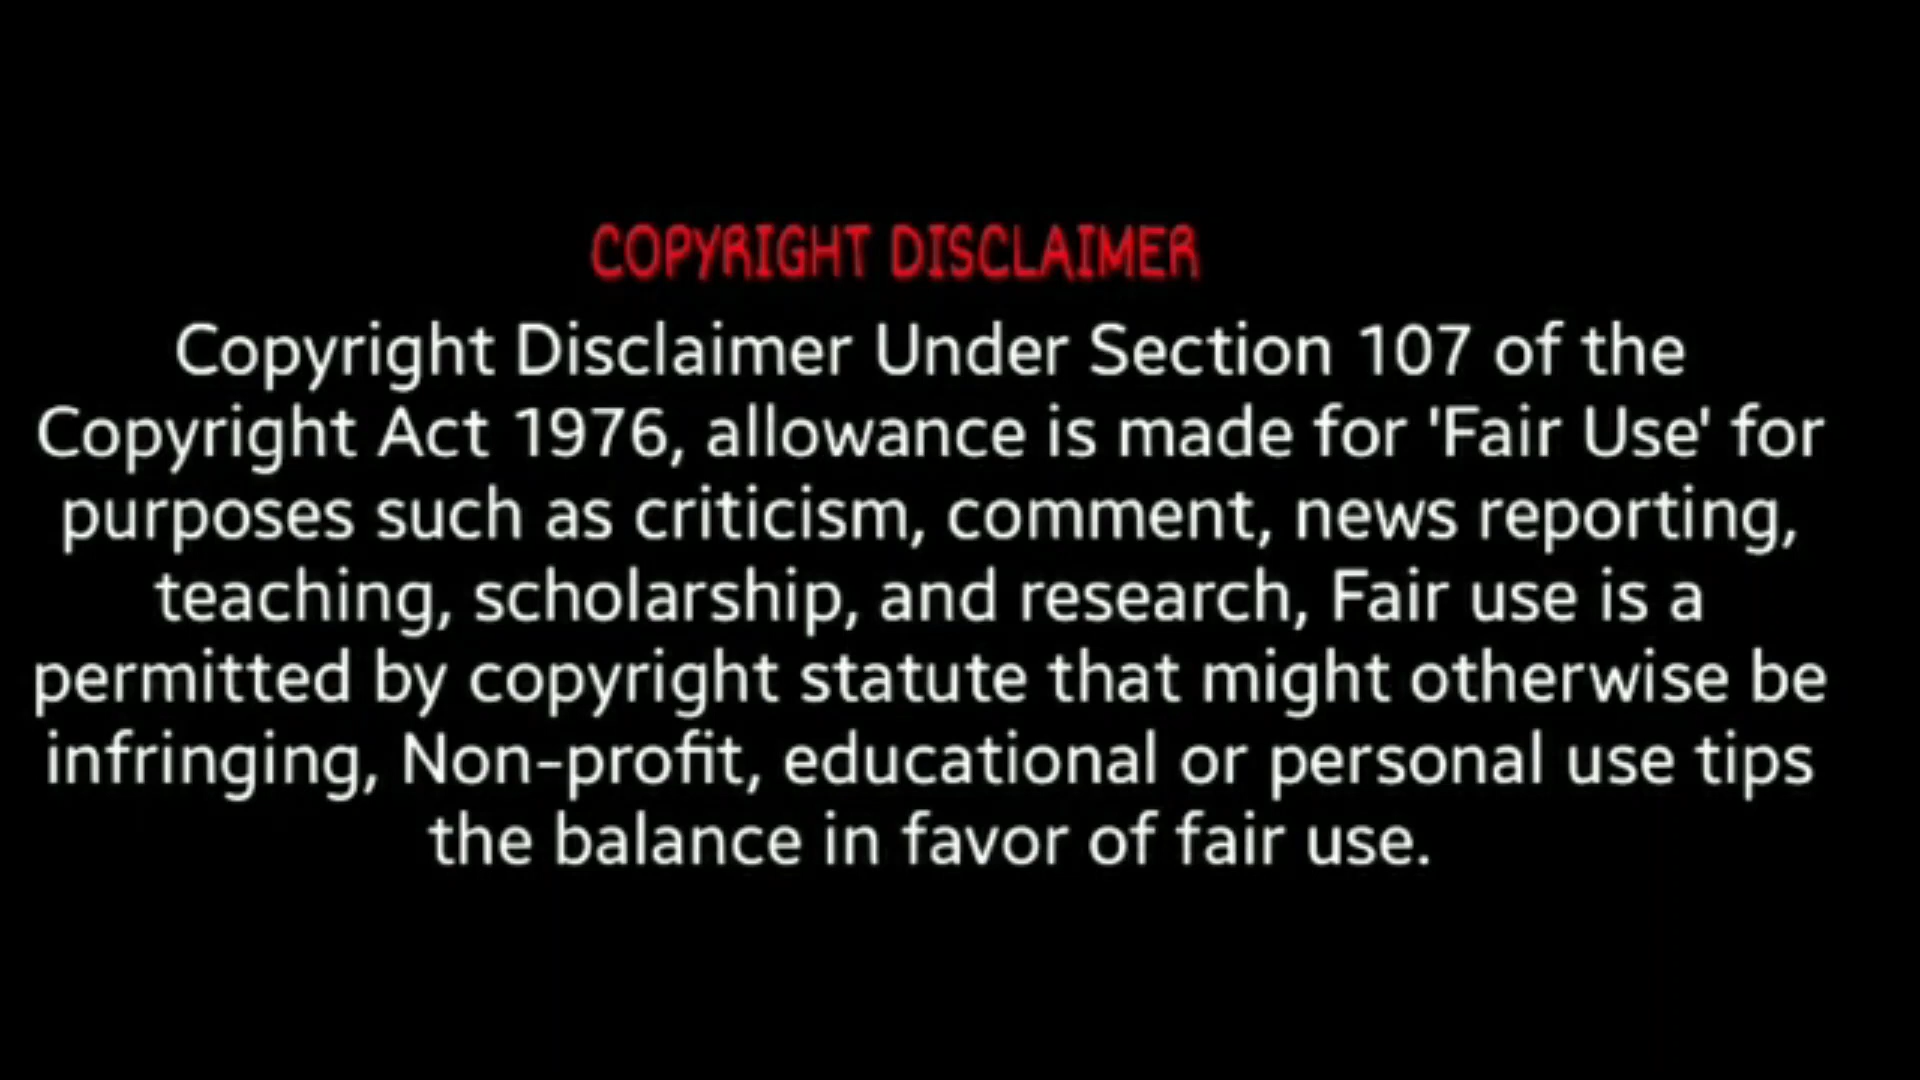 COPYRIGHT DISCLAIMER
Copyright Disclaimer Under Section 107 of the
Copyright Act 1976, allowance is made for 'Fair Use' for
purposes such as criticism, comment, news reporting,
teaching, scholarship, and research, Fair use is a
permitted by copyright statute that might otherwise be
infringing, Non-profit, educational or personal use tips
the balance in favor of fair use.